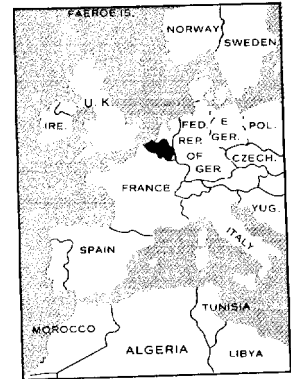 FAEROE IS.
NORWAY
SWEDEN
U. K.
IRE.
FED.
REP.
OF
GER.
E
GER.
POL.
CZECH.
FRANCE
YUG.
ITALY
SPAIN
TUNISIA
MOROCCO
ALGERIA
LIBYA